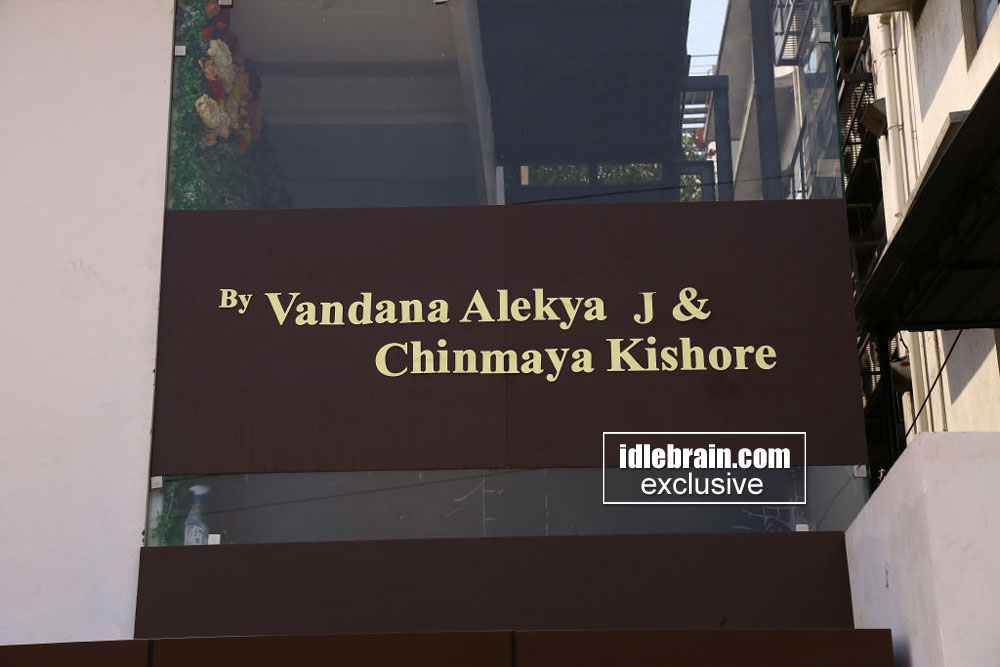 By Vandana Alekya J &
Chinmaya Kishore
idlebrain.com
exclusive